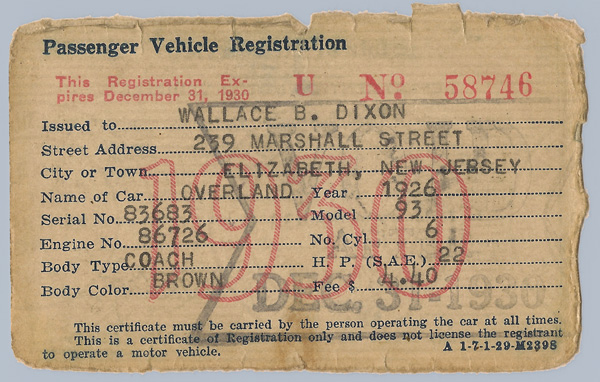 Passenger Vehicle Registration
This Registration Ex-
pires December 31, 1930
U No 58746
Issued to WALLACE B. DIXON
Street Address 239 MARSHALL STREET
City or Town ELIZABETH, NEW JERSEY
Name of Car OVERLAND Year 1926
Serial No. 83683 Model 93
Engine No. 86726 No. Cyl. 6
Body Type COACH H. P. (S.A.E.) 22
Body Color BROWN Fee $ 4.40
1930
DEC 31-1930
This certificate must be carried by the person operating the car at all times.
This is a certificate of Registration only and does not license the registrant
to operate a motor vehicle. A 1-7-1-29-M2398